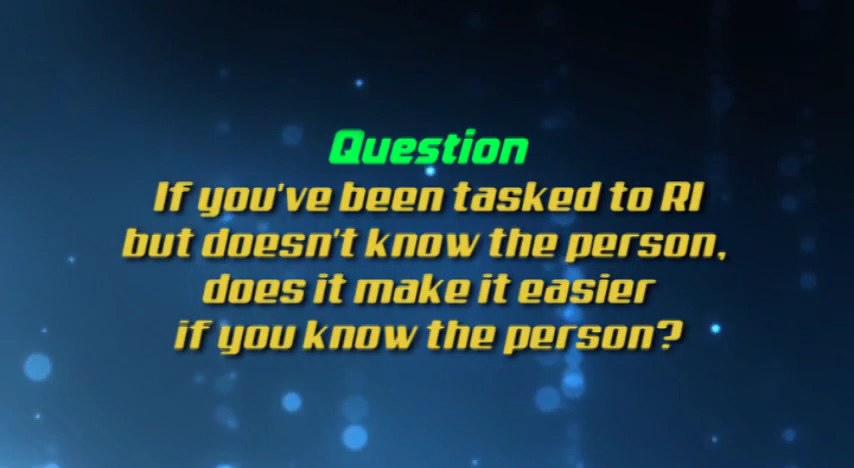 Question
If you've been tasked to RI
but doesn't know the person,
does it make it easier
if you know the person?